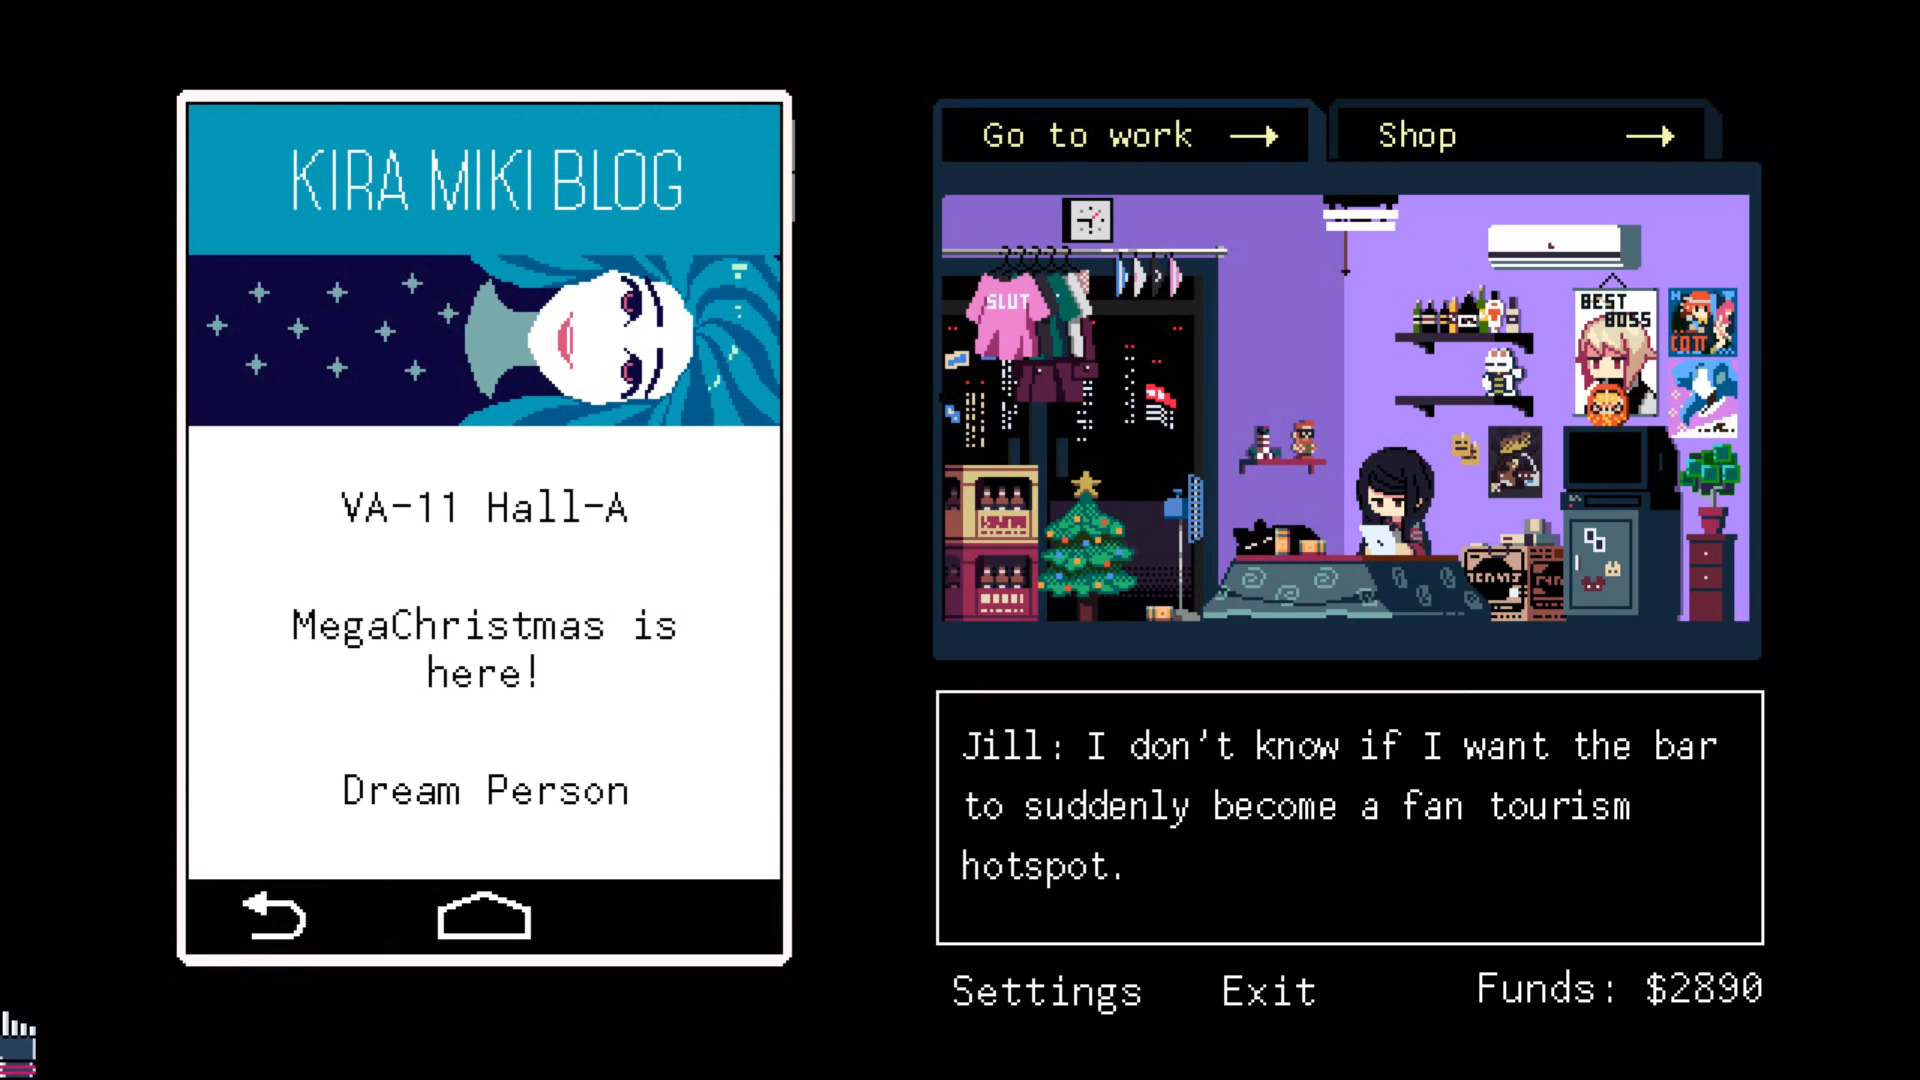 KIRA MIKI BLOG
VA-11 Hall-A
MegaChristmas is
here!
Dream Person
Go to work
Shop
SLUT
BEST
BOSS
Jill: I don't know if I want the bar
to suddenly become a fan tourism
hotspot.
Settings
Exit
Funds: $2890